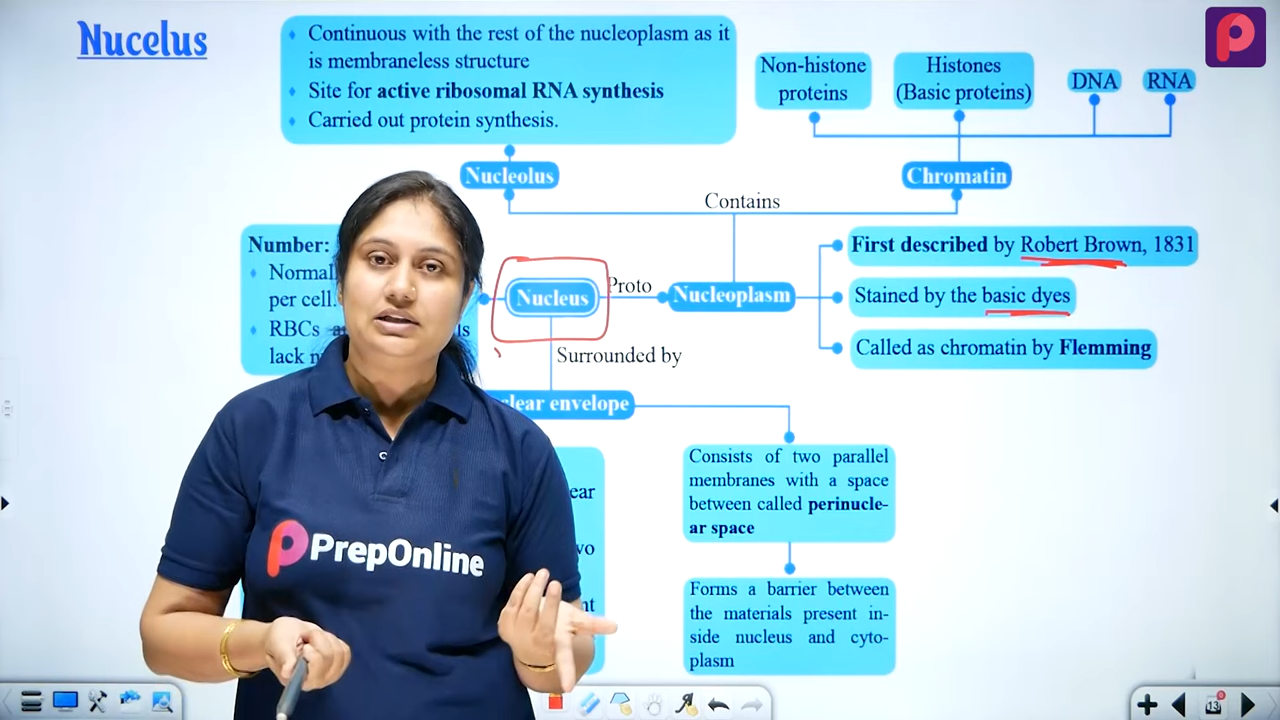 Nucelus
Continuous with the rest of the nucleoplasm as it
is membraneless structure
Site for active ribosomal RNA synthesis
Carried out protein synthesis.
Non-histone
proteins
Histones
(Basic proteins)
DNA
RNA
Nucleolus
Chromatin
Contains
Number:
per cell.
RBCs
lack
Nucleus
Proto
Nucleoplasm
First described by Robert Brown, 1831
Stained by the basic dyes
Called as chromatin by Flemming
Surrounded by
envelope
Consists of two parallel
membranes with a space
between called perinucle-
ar space
Forms a barrier between
the materials present in-
side nucleus and cyto-
plasm
PrepOnline
13